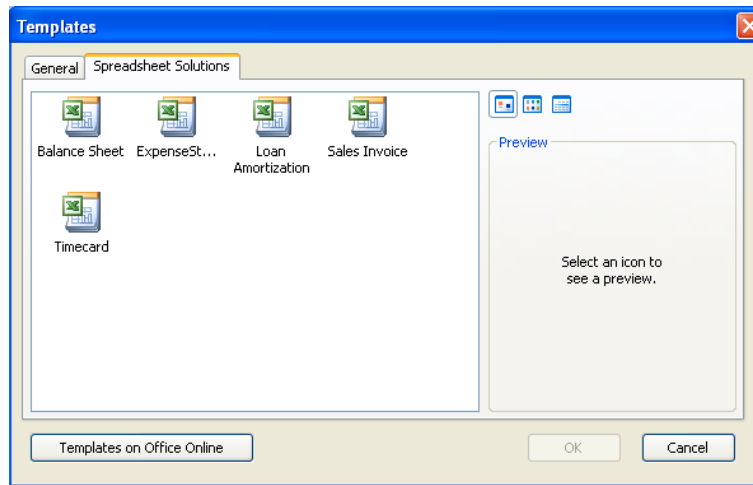 Templates
General Spreadsheet Solutions
Balance Sheet ExpenseSt... Loan Amortization Sales Invoice
Timecard
Preview
Select an icon to
see a preview.
Templates on Office Online OK Cancel